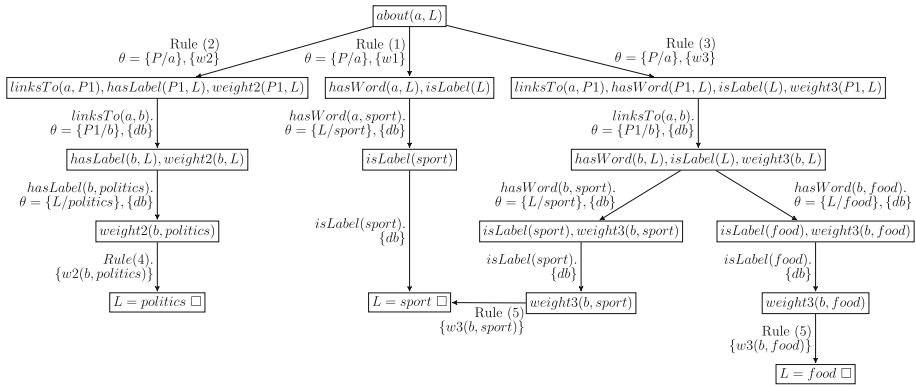 about(a, L)
Rule (2)
θ = {P/a}, {w2}
Rule (1)
θ = {P/a}, {w1}
Rule (3)
θ = {P/a}, {w3}
linksTo(a, P1), hasLabel(P1, L), weight2(P1, L)
hasWord(a, L), isLabel(L)
linksTo(a, P1), hasWord(P1, L), isLabel(L), weight3(P1, L)
linksTo(a, b).
θ = {P1/b}, {db}
hasWord(a, sport).
θ = {L/sport}, {db}
linksTo(a, b).
θ = {P1/b}, {db}
hasLabel(b, L), weight2(b, L)
isLabel(sport)
hasWord(b, L), isLabel(L), weight3(b, L)
hasLabel(b, politics).
θ = {L/politics}, {db}
hasWord(b, sport).
θ = {L/sport}, {db}
hasWord(b, food).
θ = {L/food}, {db}
weight2(b, politics)
isLabel(sport).
{db}
isLabel(sport), weight3(b, sport)
isLabel(food), weight3(b, food)
Rule(4).
{w2(b, politics)}
isLabel(sport).
{db}
isLabel(food).
{db}
L = politics □
L = sport □
weight3(b, sport)
weight3(b, food)
Rule (5)
{w3(b, sport)}
Rule (5)
{w3(b, food)}
L = food □